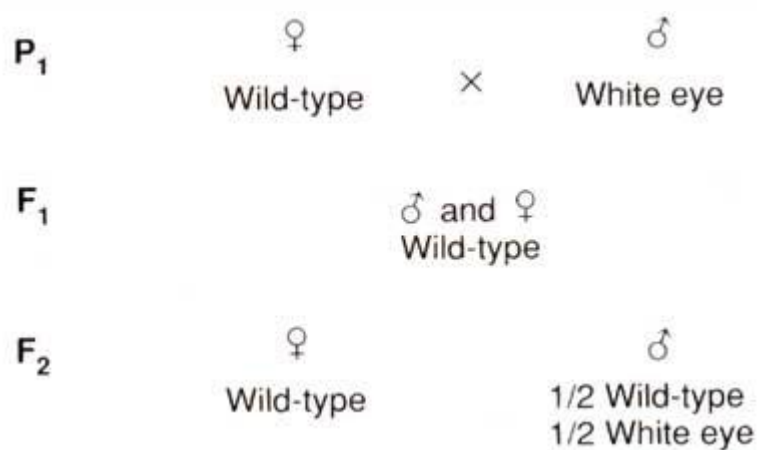 P1 ♀ ♂
Wild-type × White eye
F1 ♂ and ♀
Wild-type
F2 ♀ ♂
Wild-type 1/2 Wild-type
1/2 White eye